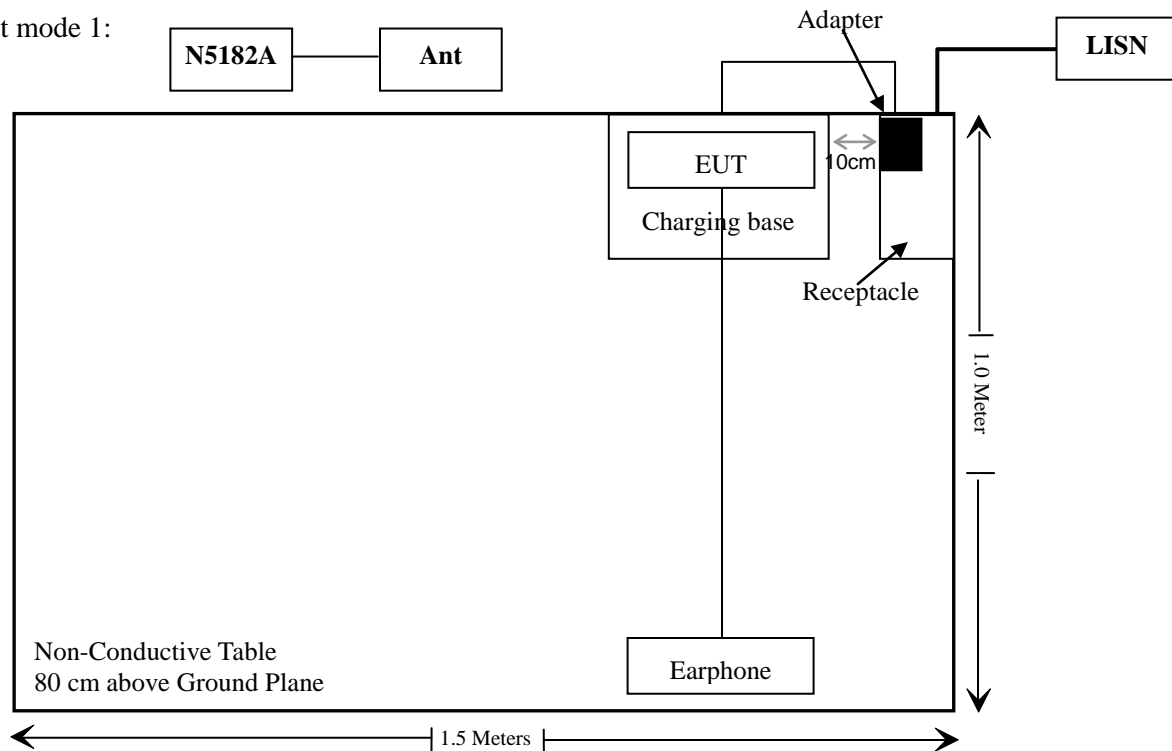 t mode 1:
N5182A
Ant
Adapter
LISN
EUT
10cm
Charging base
Receptacle
1.0 Meter
Non-Conductive Table
80 cm above Ground Plane
Earphone
1.5 Meters